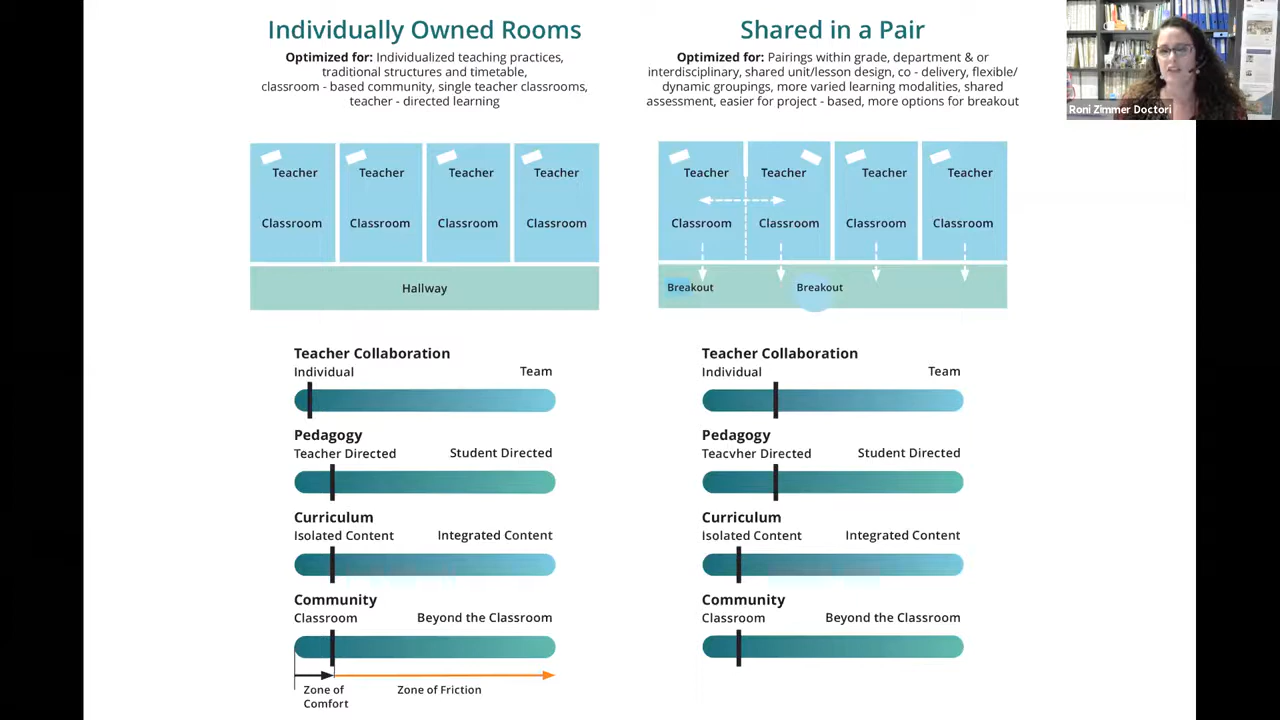 Individually Owned Rooms
Optimized for: Individualized teaching practices,
traditional structures and timetable,
classroom - based community, single teacher classrooms,
teacher - directed learning
Teacher Teacher Teacher Teacher
Classroom Classroom Classroom Classroom
Hallway
Teacher Collaboration
Individual Team
Pedagogy
Teacher Directed Student Directed
Curriculum
Isolated Content Integrated Content
Community
Classroom Beyond the Classroom
Zone of
Comfort
Zone of Friction
Shared in a Pair
Optimized for: Pairings within grade, department & or
interdisciplinary, shared unit/lesson design, co - delivery, flexible/
dynamic groupings, more varied learning modalities, shared
assessment, easier for project - based, more options for breakout
Teacher Teacher Teacher Teacher
Classroom Classroom Classroom Classroom
Breakout Breakout
Teacher Collaboration
Individual Team
Pedagogy
Teacvher Directed Student Directed
Curriculum
Isolated Content Integrated Content
Community
Classroom Beyond the Classroom
Roni Zimmer Doctori